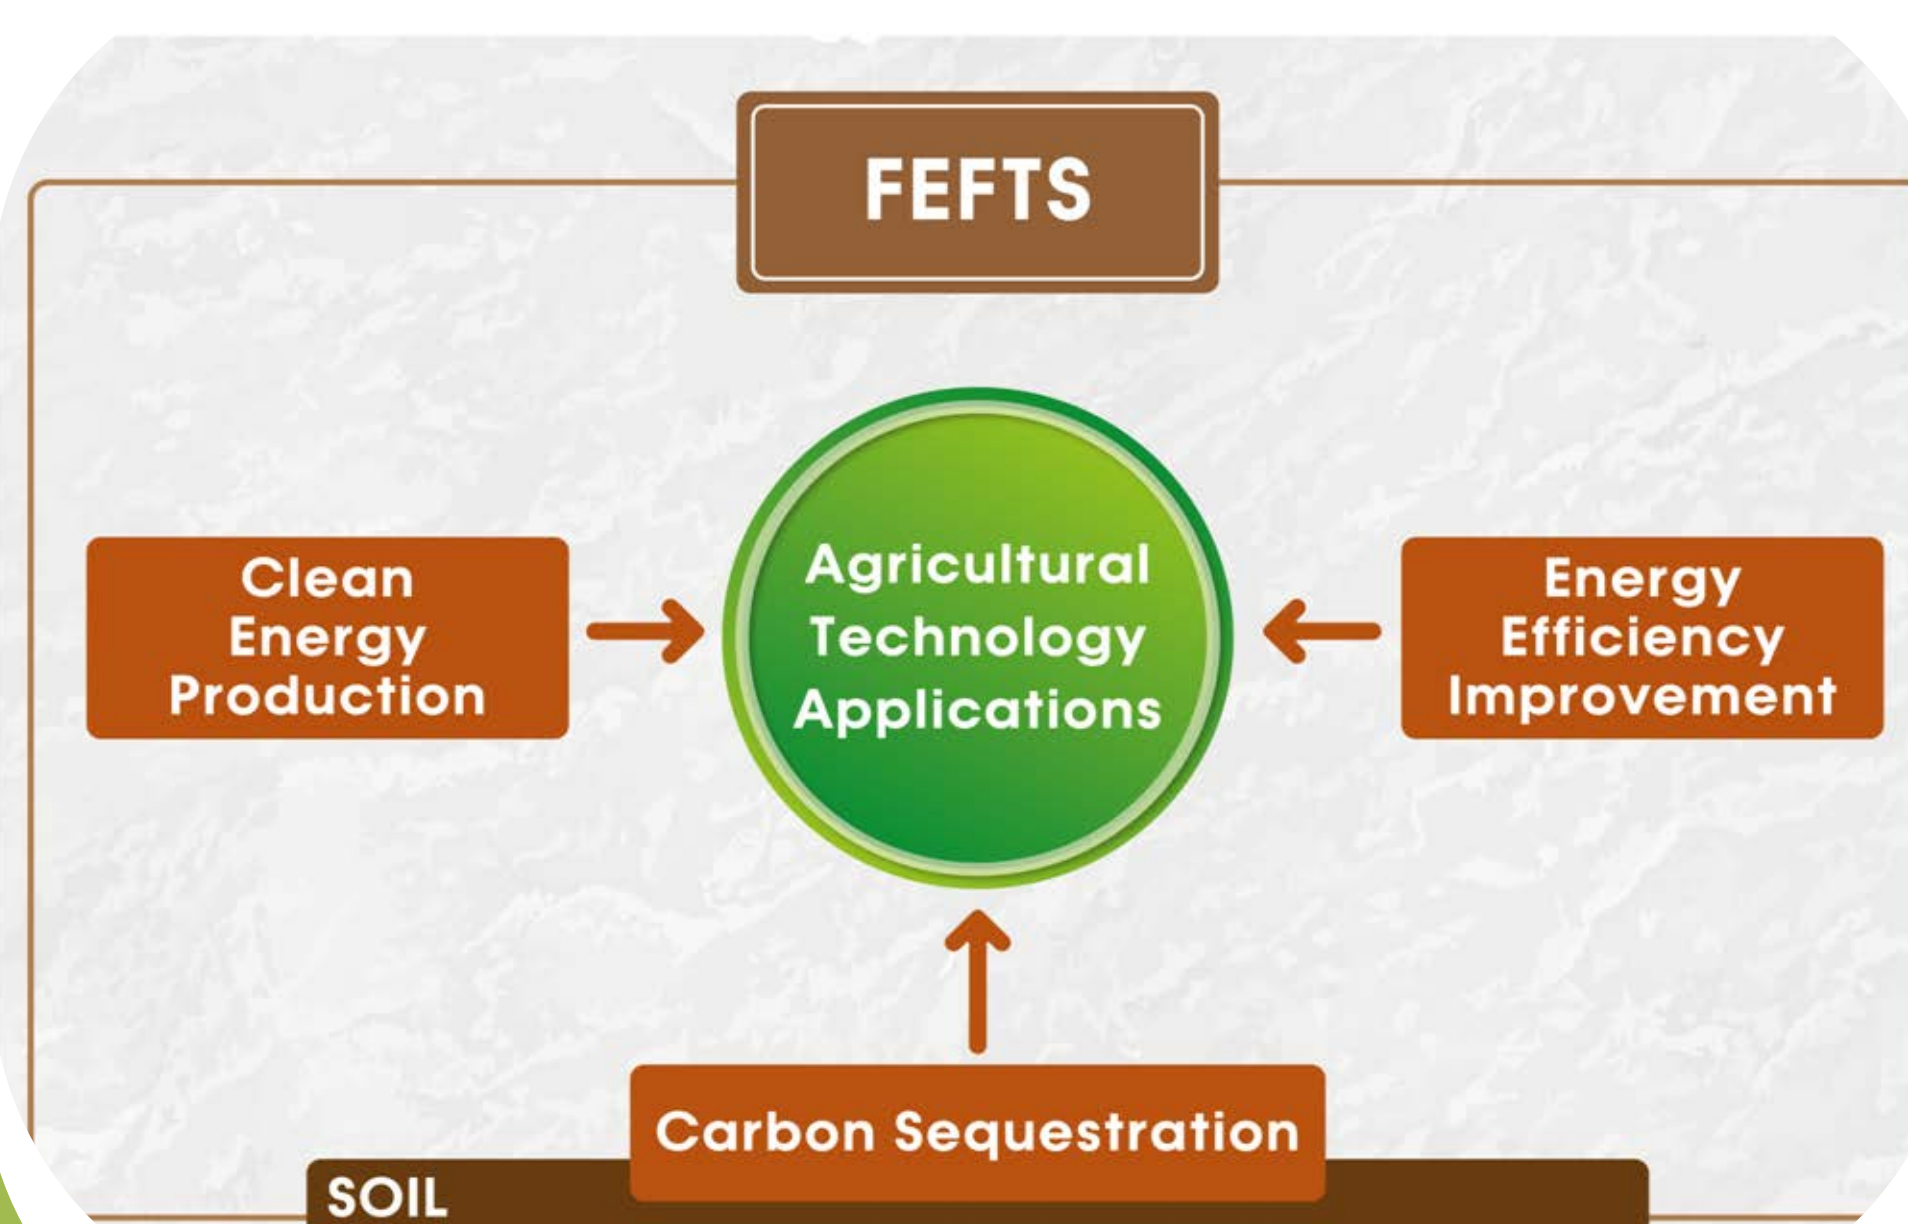 FEFTS
Clean
Energy
Production
Agricultural
Technology
Applications
Energy
Efficiency
Improvement
Carbon Sequestration
SOIL